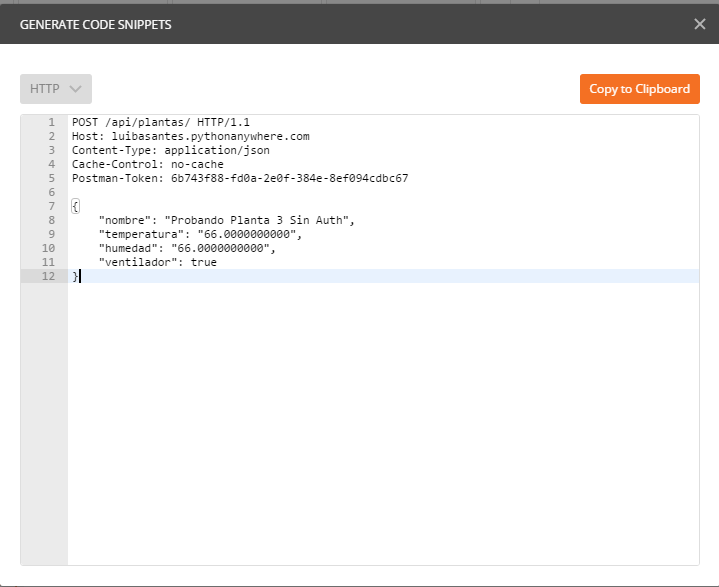 GENERATE CODE SNIPPETS
HTTP
Copy to Clipboard
1 POST /api/plantas/ HTTP/1.1
2 Host: luibasantes.pythonanywhere.com
3 Content-Type: application/json
4 Cache-Control: no-cache
5 Postman-Token: 6b743f88-fd0a-2e0f-384e-8ef094cdbc67
6
7 {
8     "nombre": "Probando Planta 3 Sin Auth",
9     "temperatura": "66.0000000000",
10     "humedad": "66.0000000000",
11     "ventilador": true
12 }